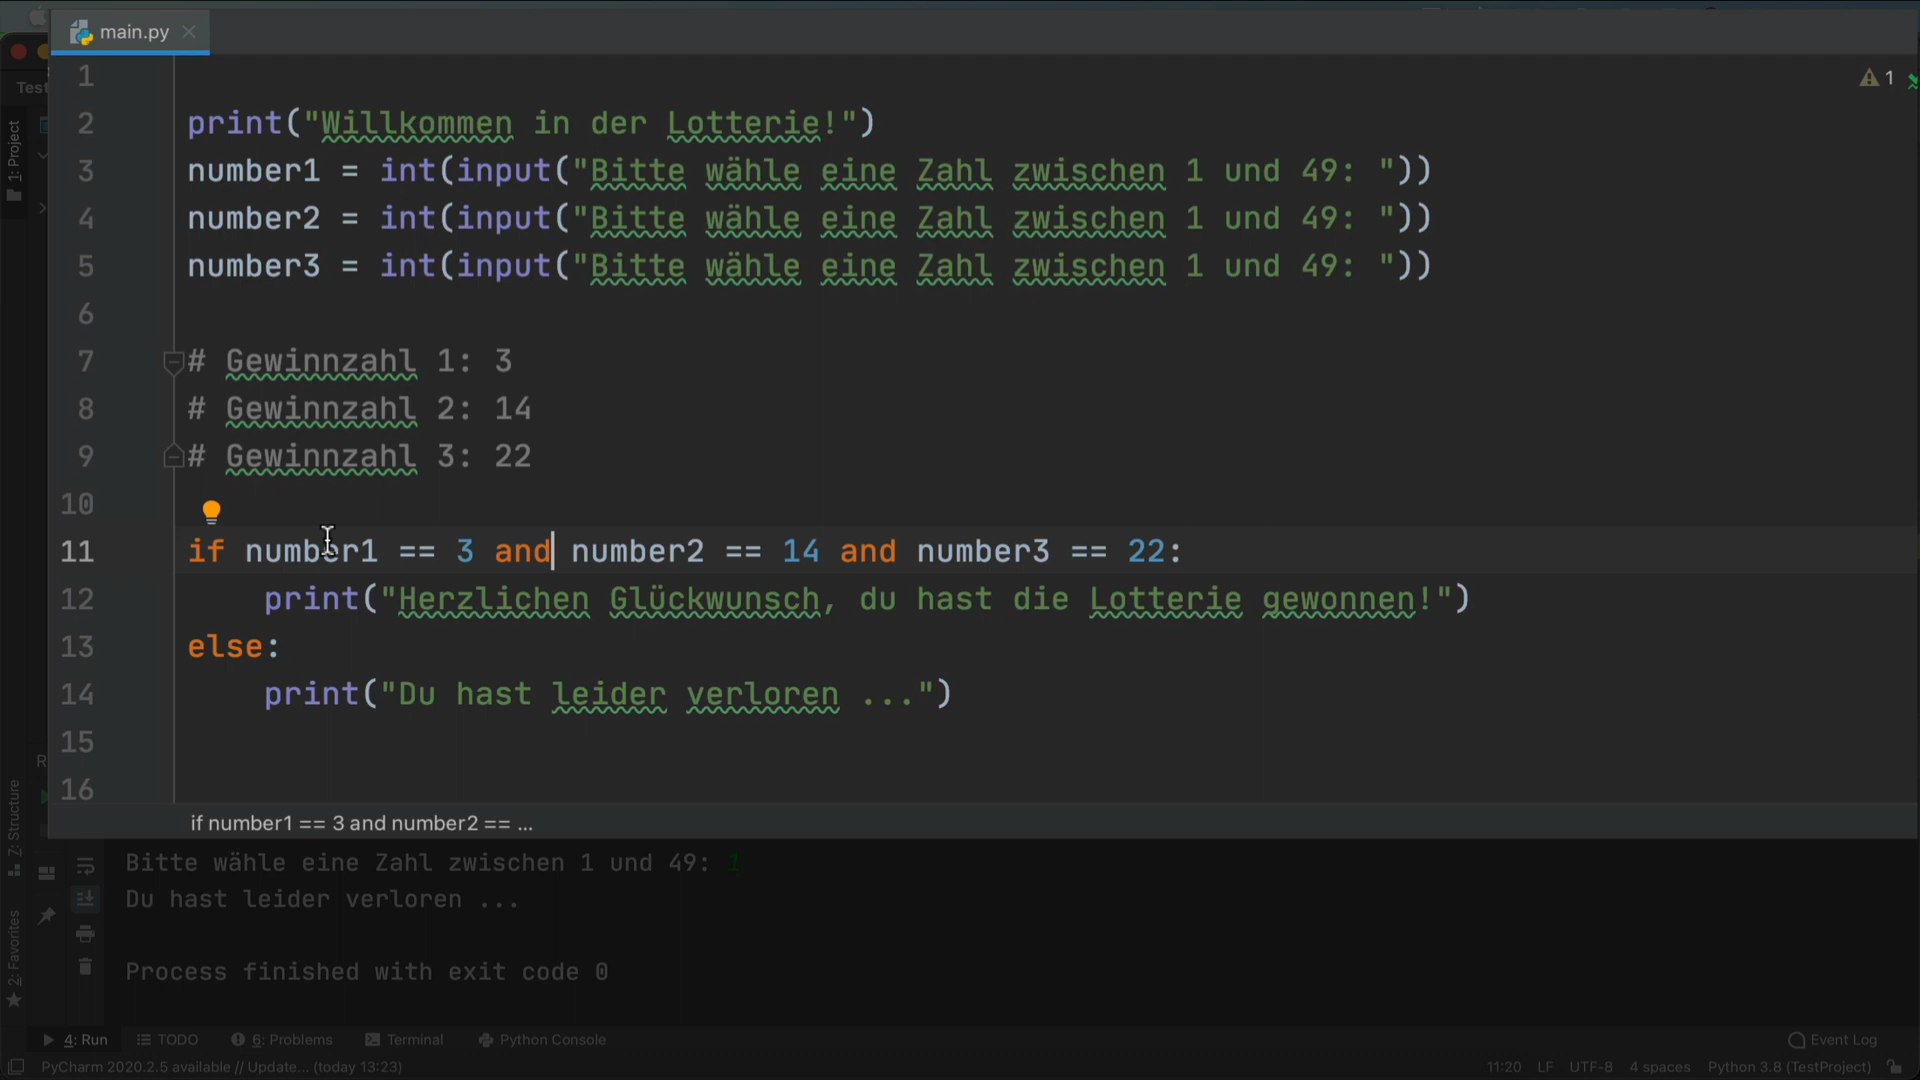 main.py
Test
1
1
2 print("Willkommen in der Lotterie!")
3 number1 = int(input("Bitte wähle eine Zahl zwischen 1 und 49: "))
4 number2 = int(input("Bitte wähle eine Zahl zwischen 1 und 49: "))
5 number3 = int(input("Bitte wähle eine Zahl zwischen 1 und 49: "))
6
7 # Gewinnzahl 1: 3
8 # Gewinnzahl 2: 14
9 # Gewinnzahl 3: 22
10
11 if number1 == 3 and number2 == 14 and number3 == 22:
12 print("Herzlichen Glückwunsch, du hast die Lotterie gewonnen!")
13 else:
14 print("Du hast leider verloren ...")
15
16
if number1 == 3 and number2 == ...
1: Project
Z: Structure
2: Favorites
R
Bitte wähle eine Zahl zwischen 1 und 49: 1
Du hast leider verloren ...
Process finished with exit code 0
4: Run TODO 6: Problems Terminal Python Console Event Log
PyCharm 2020.2.5 available // Update... (today 13:23) 11:20 LF UTF-8 4 spaces Python 3.8 (TestProject)